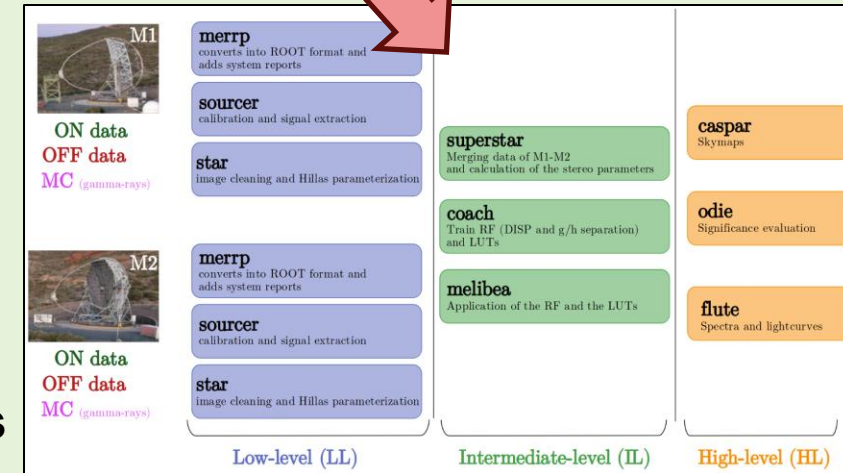 M1
ON data
OFF data
MC (gamma-rays)
merrp
converts into ROOT format and
adds system reports
sourcer
calibration and signal extraction
star
image cleaning and Hillas parameterization
M2
ON data
OFF data
MC (gamma-rays)
merrp
converts into ROOT format and
adds system reports
sourcer
calibration and signal extraction
star
image cleaning and Hillas parameterization
Low-level (LL)
superstar
Merging data of M1-M2
and calculation of the stereo parameters
coach
Train RF (DISP and g/h separation)
and LUTs
melibea
Application of the RF and the LUTs
Intermediate-level (IL)
caspar
Skymaps
odie
Significance evaluation
flute
Spectra and lightcurves
High-level (HL)
s